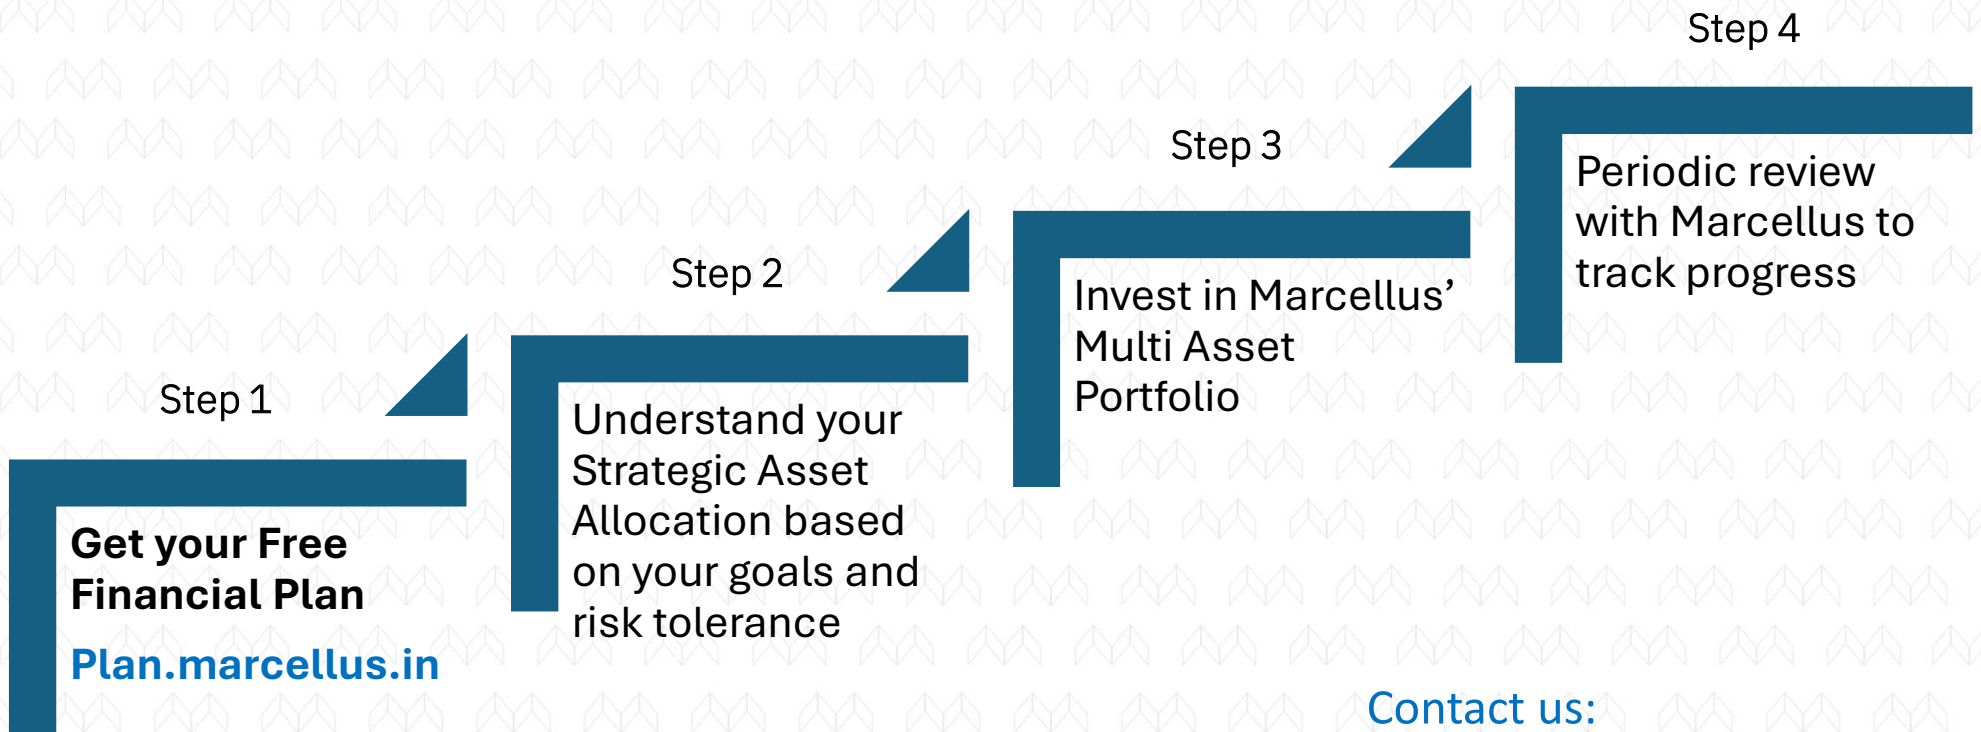 Step 1
Get your Free
Financial Plan
Plan.marcellus.in
Step 2
Understand your
Strategic Asset
Allocation based
on your goals and
risk tolerance
Step 3
Invest in Marcellus’
Multi Asset
Portfolio
Step 4
Periodic review
with Marcellus to
track progress
Contact us: